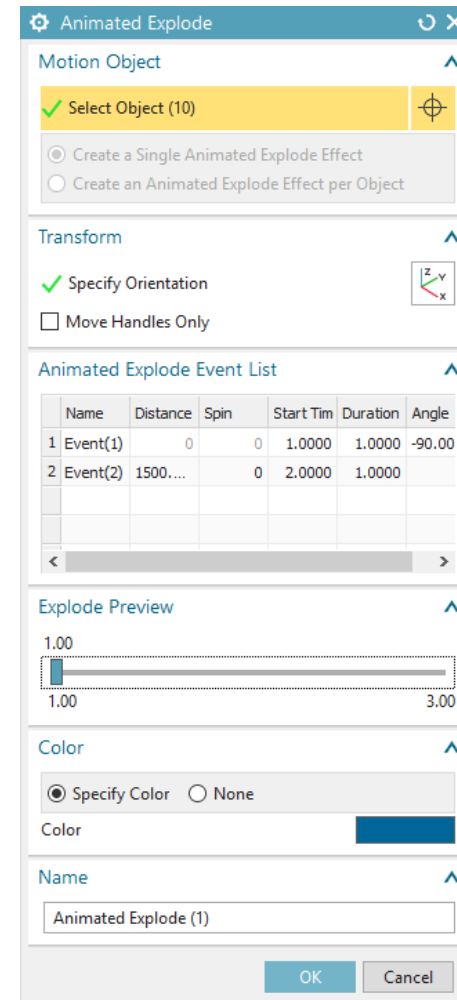 Animated Explode
Motion Object
Select Object (10)
Create a Single Animated Explode Effect
Create an Animated Explode Effect per Object
Transform
Specify Orientation
Z Y X
Move Handles Only
Animated Explode Event List
Name Distance Spin Start Tim Duration Angle
1 Event(1) 0 0 1.0000 1.0000 -90.00
2 Event(2) 1500.... 0 2.0000 1.0000
Explode Preview
1.00
1.00 3.00
Color
Specify Color None
Color
Name
Animated Explode (1)
OK Cancel